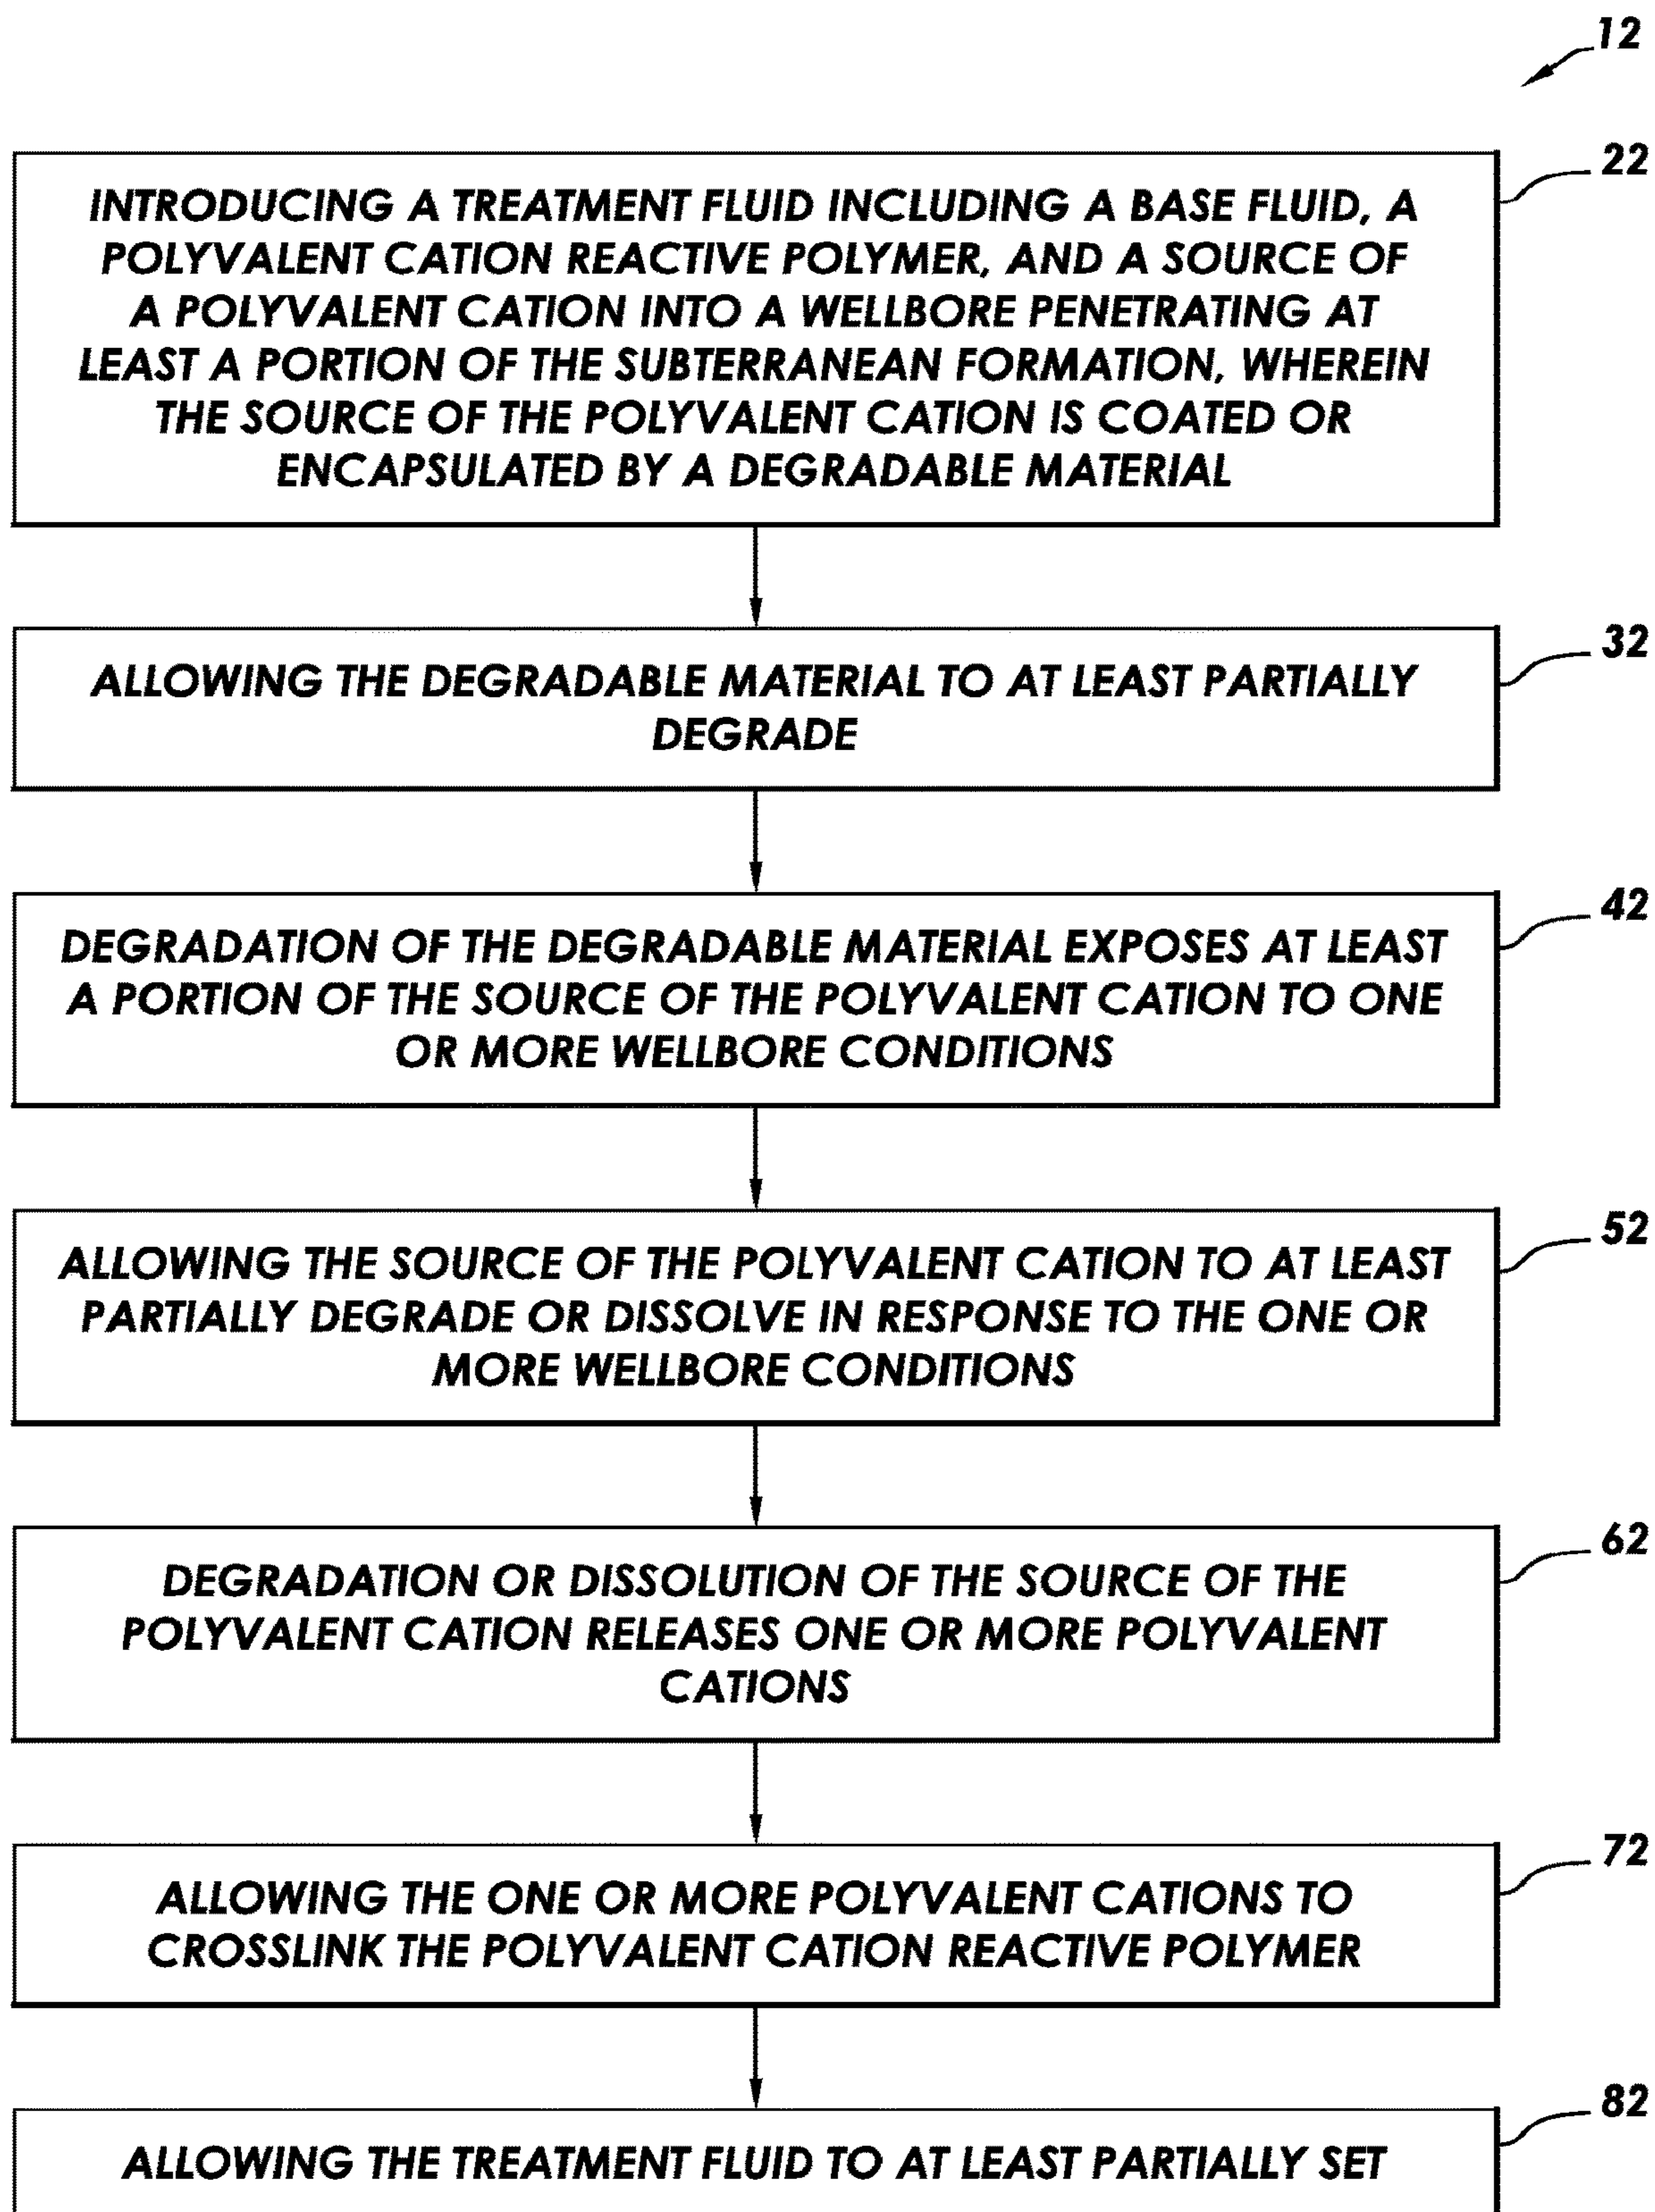 12
22
INTRODUCING A TREATMENT FLUID INCLUDING A BASE FLUID, A
POLYVALENT CATION REACTIVE POLYMER, AND A SOURCE OF
A POLYVALENT CATION INTO A WELLBORE PENETRATING AT
LEAST A PORTION OF THE SUBTERRANEAN FORMATION, WHEREIN
THE SOURCE OF THE POLYVALENT CATION IS COATED OR
ENCAPSULATED BY A DEGRADABLE MATERIAL
32
ALLOWING THE DEGRADABLE MATERIAL TO AT LEAST PARTIALLY
DEGRADE
42
DEGRADATION OF THE DEGRADABLE MATERIAL EXPOSES AT LEAST
A PORTION OF THE SOURCE OF THE POLYVALENT CATION TO ONE
OR MORE WELLBORE CONDITIONS
52
ALLOWING THE SOURCE OF THE POLYVALENT CATION TO AT LEAST
PARTIALLY DEGRADE OR DISSOLVE IN RESPONSE TO THE ONE OR
MORE WELLBORE CONDITIONS
62
DEGRADATION OR DISSOLUTION OF THE SOURCE OF THE
POLYVALENT CATION RELEASES ONE OR MORE POLYVALENT
CATIONS
72
ALLOWING THE ONE OR MORE POLYVALENT CATIONS TO
CROSSLINK THE POLYVALENT CATION REACTIVE POLYMER
82
ALLOWING THE TREATMENT FLUID TO AT LEAST PARTIALLY SET